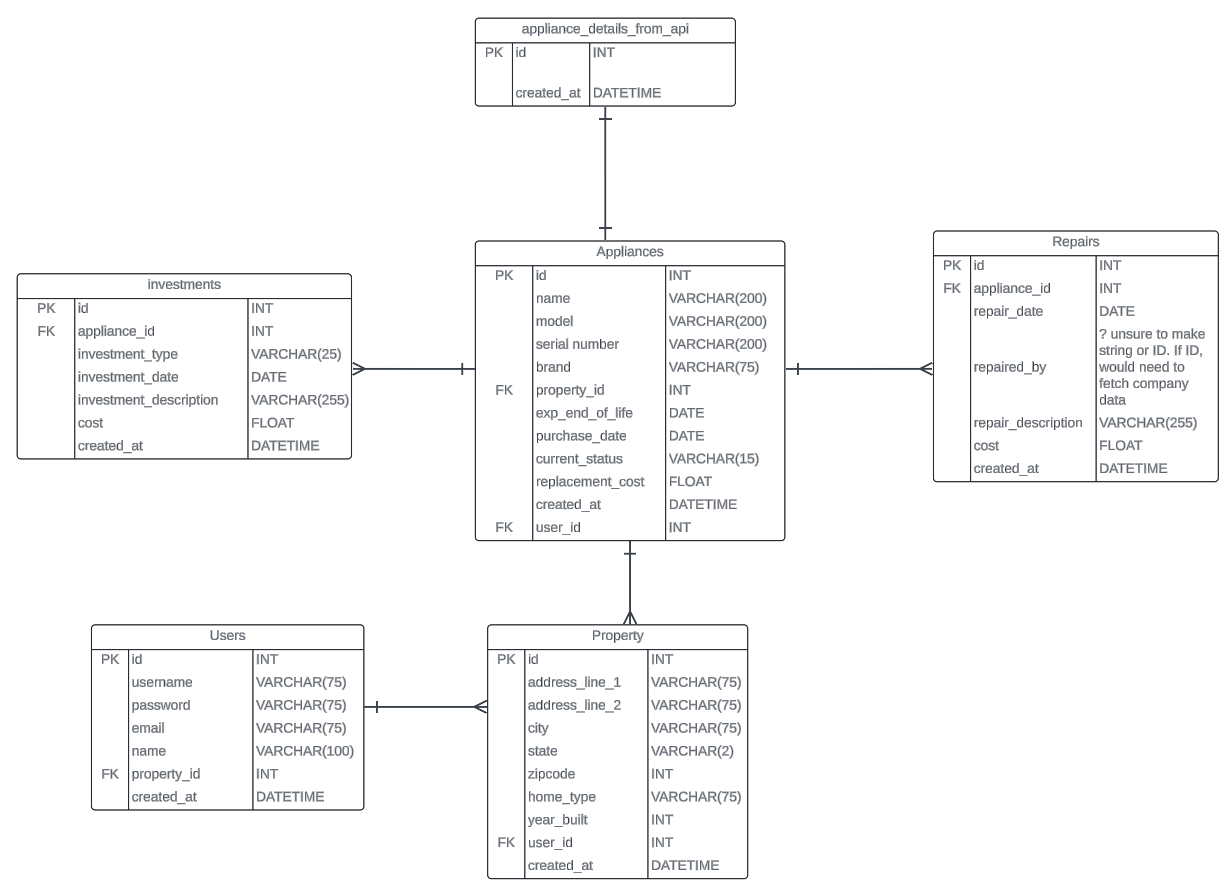 appliance_details_from_api
PK id INT
created_at DATETIME
Appliances
PK id INT
name VARCHAR(200)
model VARCHAR(200)
serial number VARCHAR(200)
brand VARCHAR(75)
FK property_id INT
exp_end_of_life DATE
purchase_date DATE
current_status VARCHAR(15)
replacement_cost FLOAT
created_at DATETIME
FK user_id INT
Repairs
PK id INT
FK appliance_id INT
repair_date DATE
repaired_by
? unsure to make
string or ID. If ID,
would need to
fetch company
data
repair_description VARCHAR(255)
cost FLOAT
created_at DATETIME
investments
PK id INT
FK appliance_id INT
investment_type VARCHAR(25)
investment_date DATE
investment_description VARCHAR(255)
cost FLOAT
created_at DATETIME
Users
PK id INT
username VARCHAR(75)
password VARCHAR(75)
email VARCHAR(75)
name VARCHAR(100)
FK property_id INT
created_at DATETIME
Property
PK id INT
address_line_1 VARCHAR(75)
address_line_2 VARCHAR(75)
city VARCHAR(75)
state VARCHAR(2)
zipcode INT
home_type VARCHAR(75)
year_built INT
FK user_id INT
created_at DATETIME